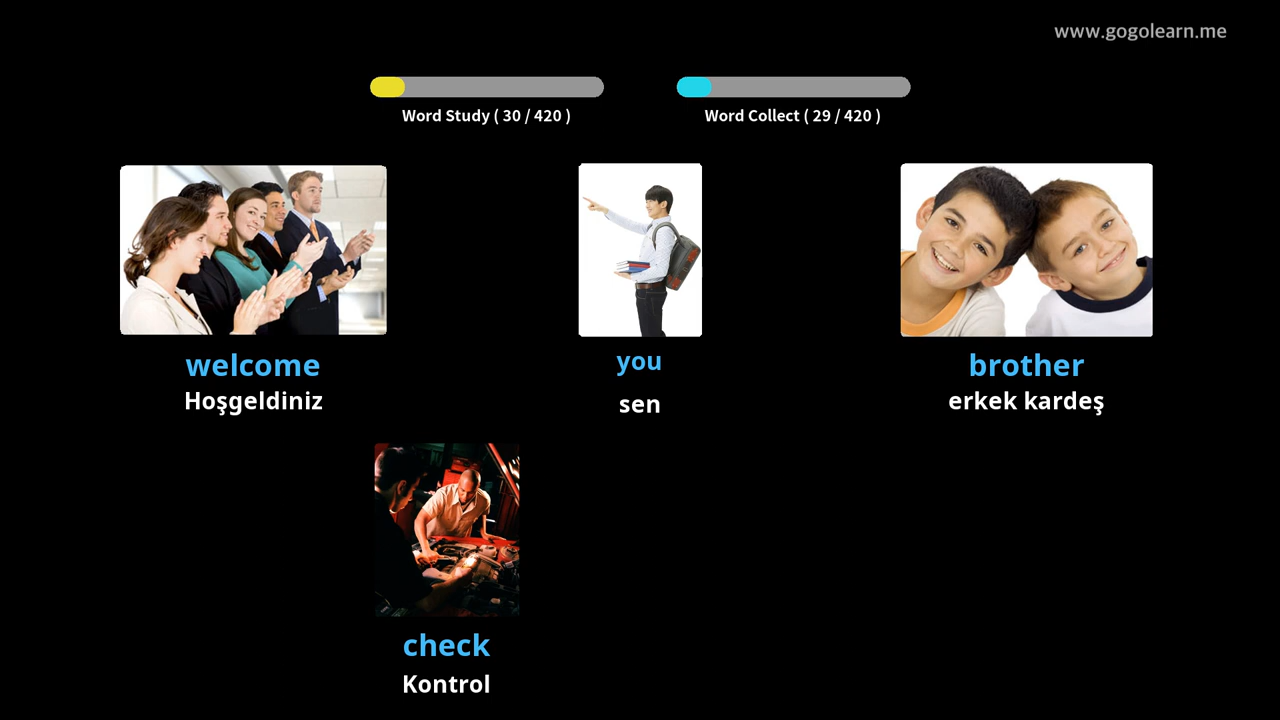 www.gogolearn.me
Word Study ( 30 / 420 )
Word Collect ( 29 / 420 )
welcome
Hoşgeldiniz
you
sen
brother
erkek kardeş
check
Kontrol